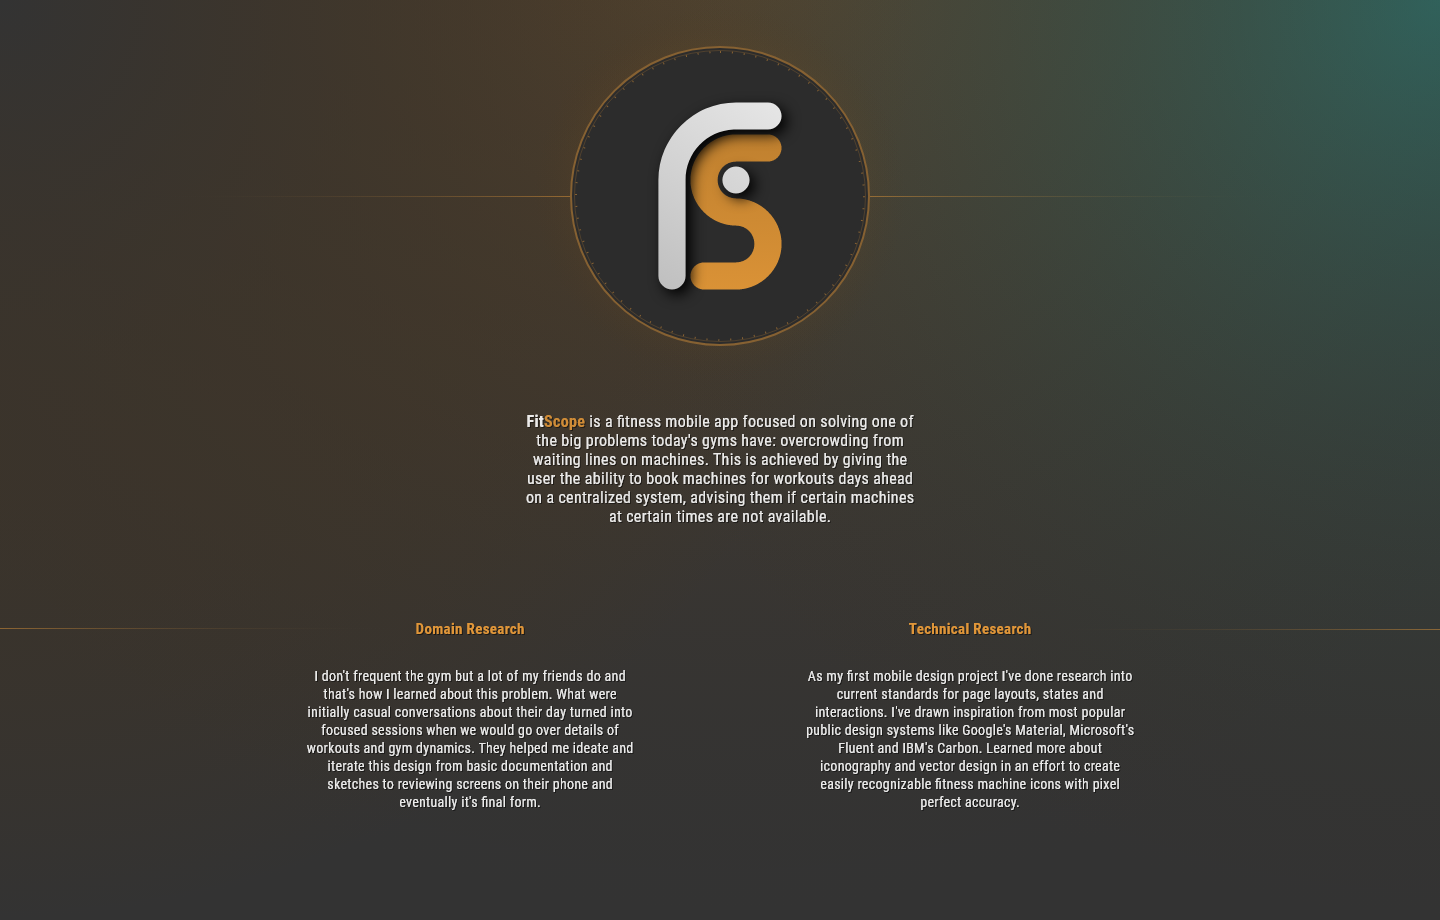 FitScope is a fitness mobile app focused on solving one of
the big problems today's gyms have: overcrowding from
waiting lines on machines. This is achieved by giving the
user the ability to book machines for workouts days ahead
on a centralized system, advising them if certain machines
at certain times are not available.
Domain Research
I don't frequent the gym but a lot of my friends do and
that's how I learned about this problem. What were
initially casual conversations about their day turned into
focused sessions when we would go over details of
workouts and gym dynamics. They helped me ideate and
iterate this design from basic documentation and
sketches to reviewing screens on their phone and
eventually it's final form.
Technical Research
As my first mobile design project I've done research into
current standards for page layouts, states and
interactions. I've drawn inspiration from most popular
public design systems like Google's Material, Microsoft's
Fluent and IBM's Carbon. Learned more about
iconography and vector design in an effort to create
easily recognizable fitness machine icons with pixel
perfect accuracy.